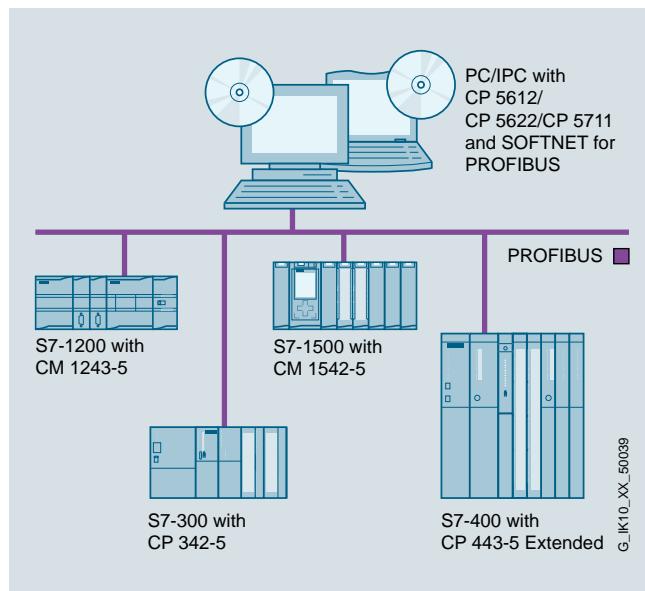 PC/IPC with
CP 5612/
CP 5622/CP 5711
and SOFTNET for
PROFIBUS
PROFIBUS
S7-1200 with
CM 1243-5
S7-1500 with
CM 1542-5
S7-300 with
CP 342-5
S7-400 with
CP 443-5 Extended
G_IK10_XX_50039